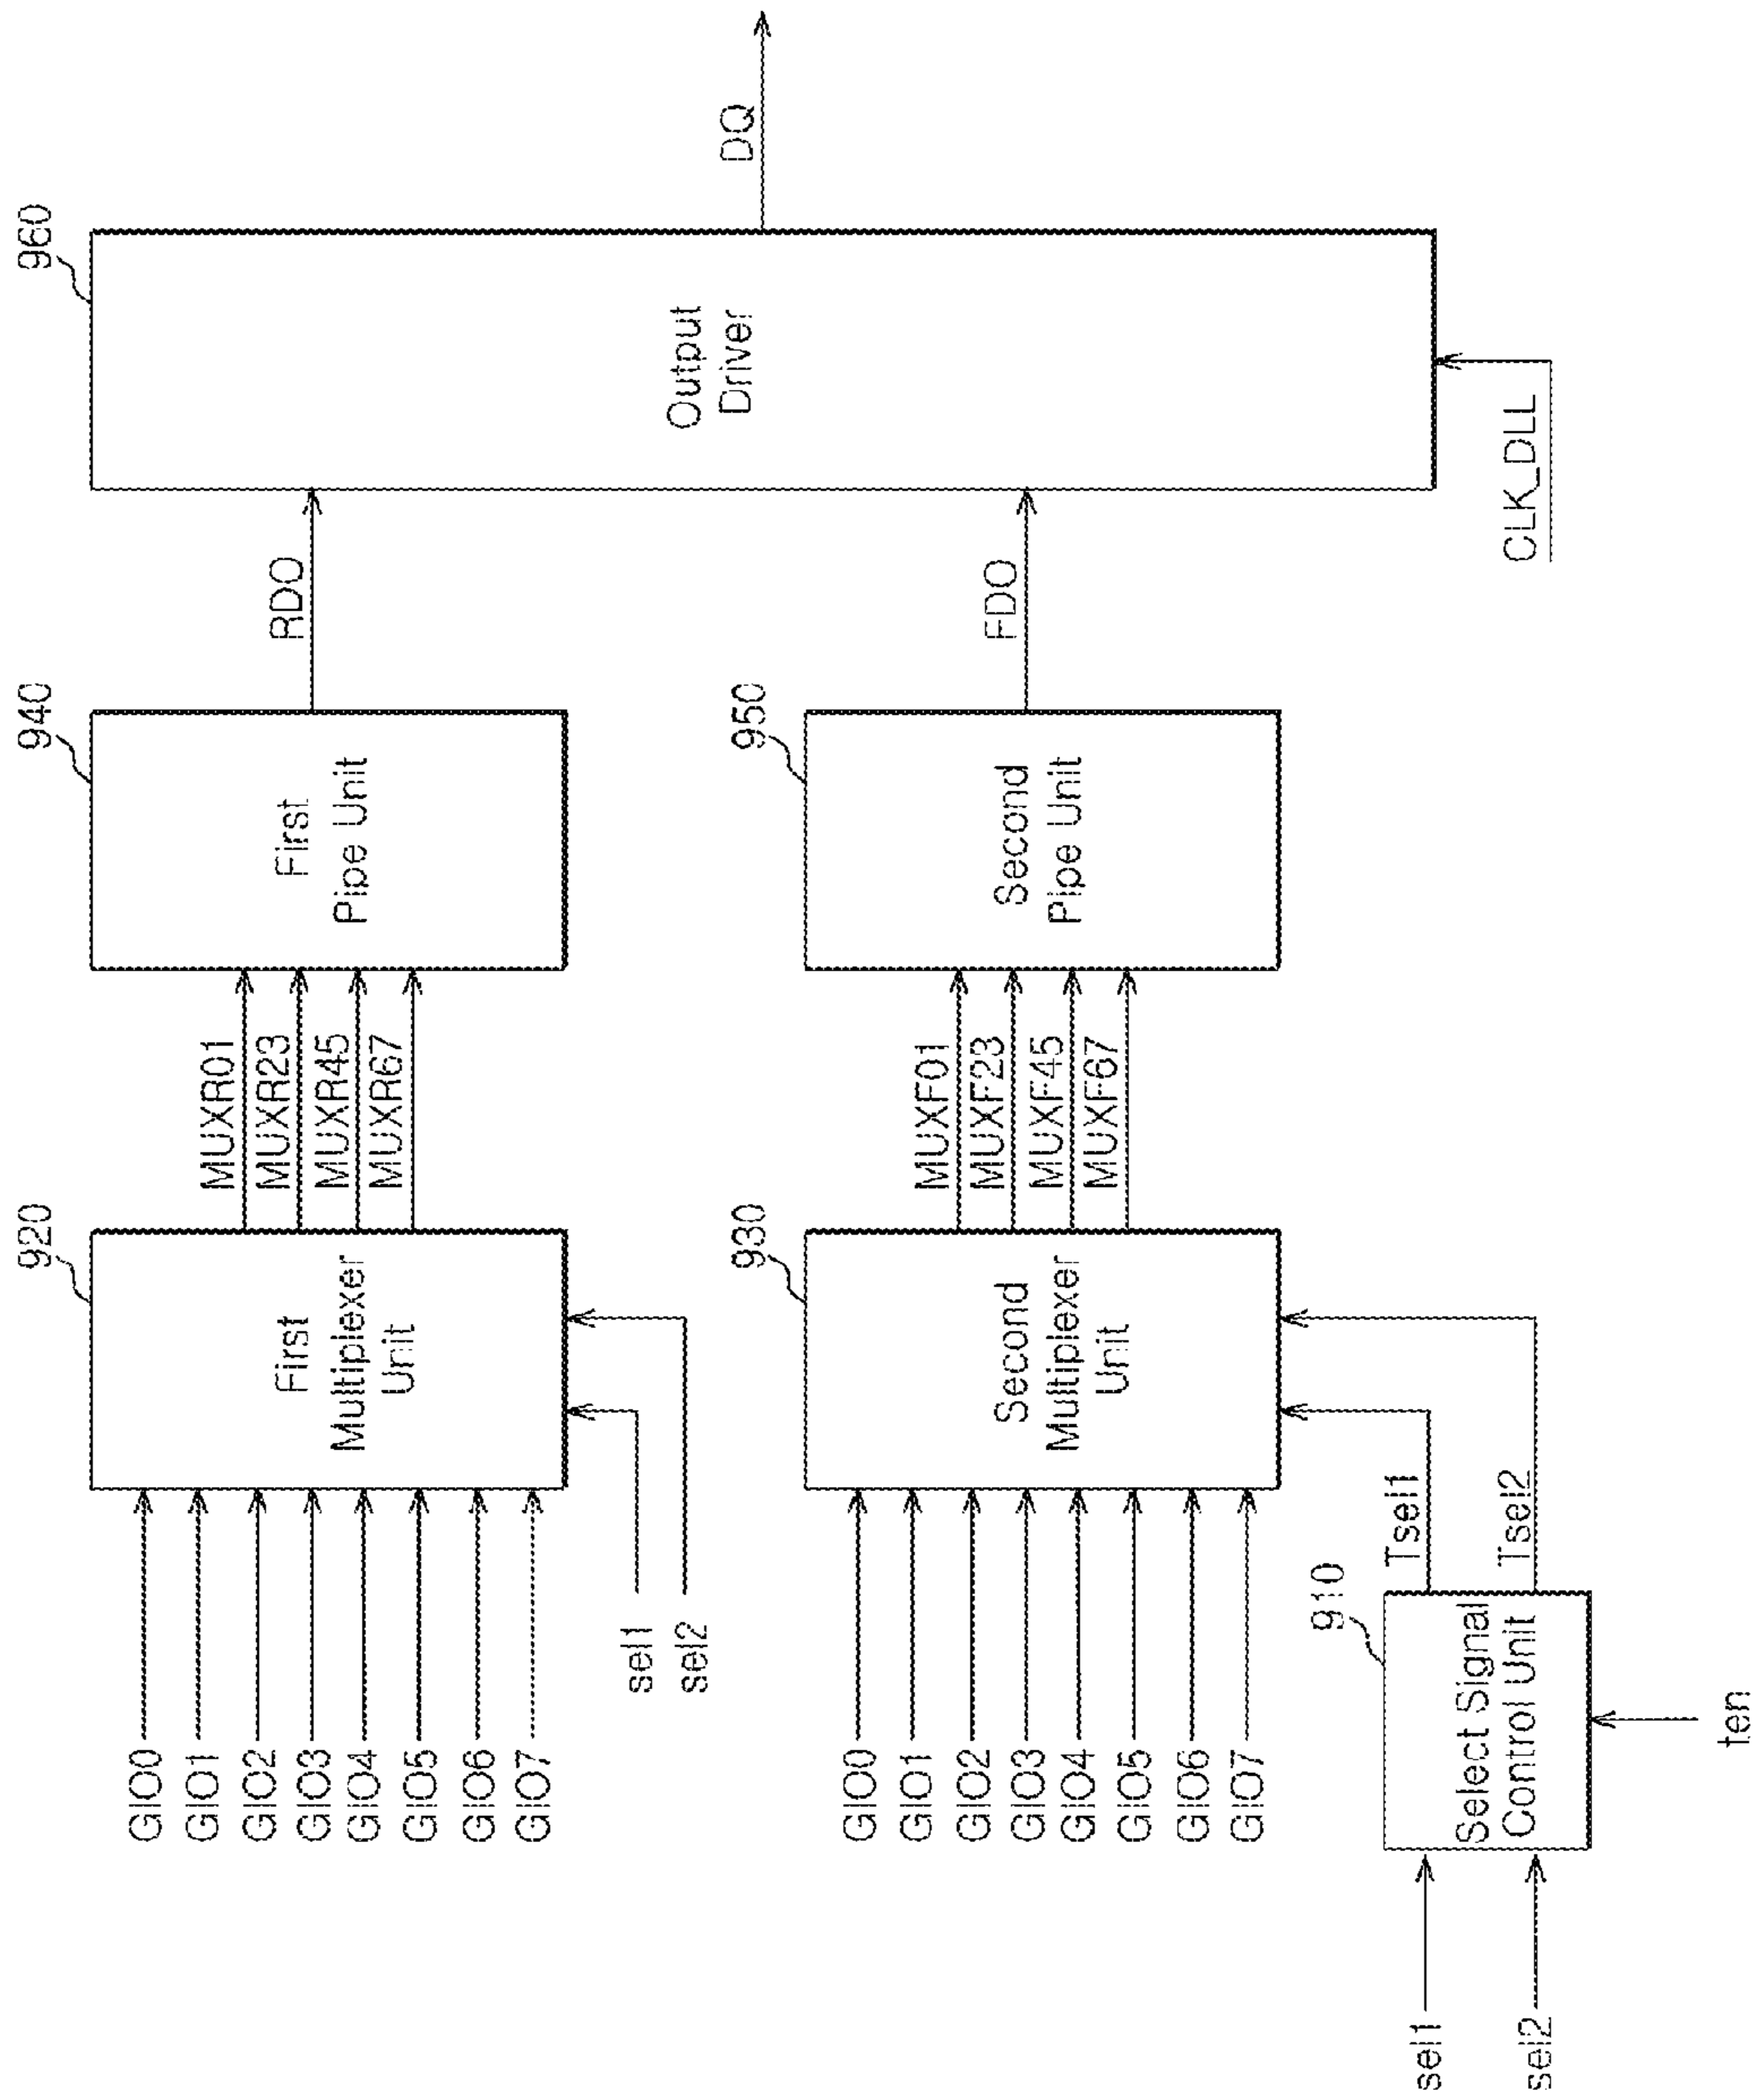 GIO0
GIO1
GIO2
GIO3
GIO4
GIO5
GIO6
GIO7
sel1
sel2
920
First
Multiplexer
Unit
MUXR01
MUXR23
MUXR45
MUXR67
940
First
Pipe Unit
RDO
960
Output
Driver
DQ
GIO0
GIO1
GIO2
GIO3
GIO4
GIO5
GIO6
GIO7
930
Second
Multiplexer
Unit
MUXF01
MUXF23
MUXF45
MUXF67
950
Second
Pipe Unit
FDO
CLK_DLL
sel1
sel2
910
Select Signal
Control Unit
Tsel1
Tsel2
ten